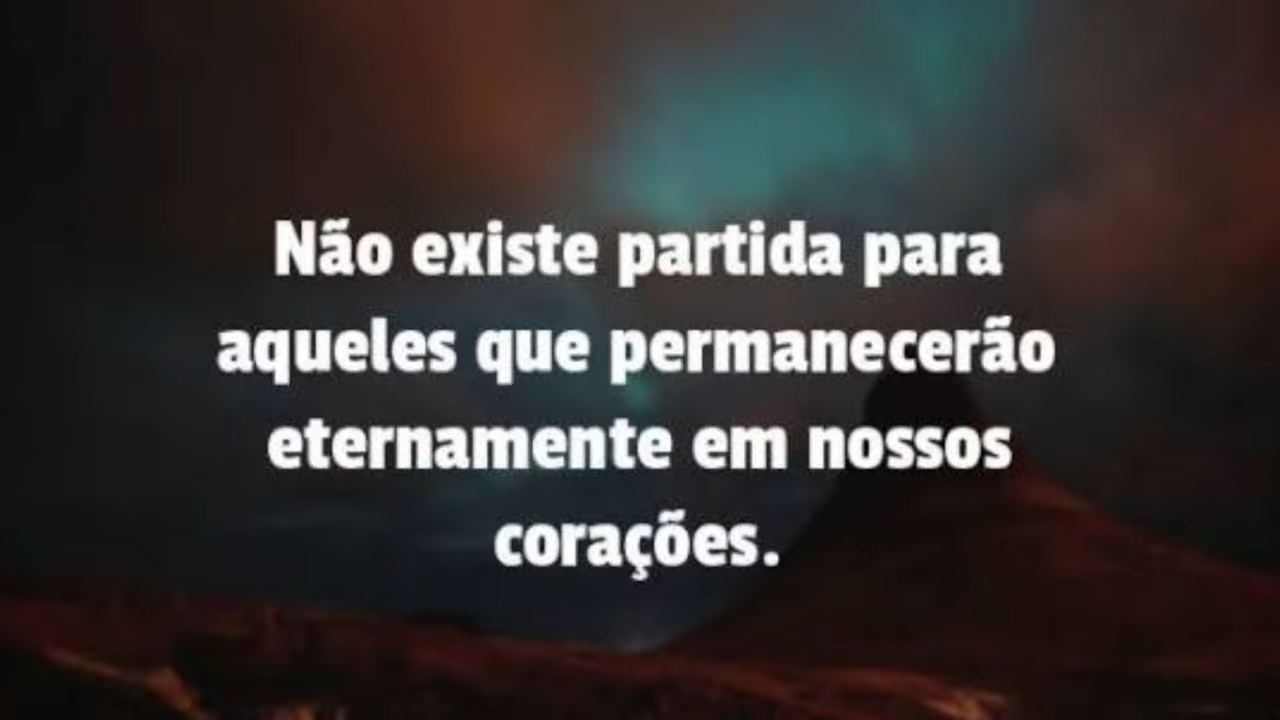 Não existe partida para
aqueles que permanecerão
eternamente em nossos
corações.